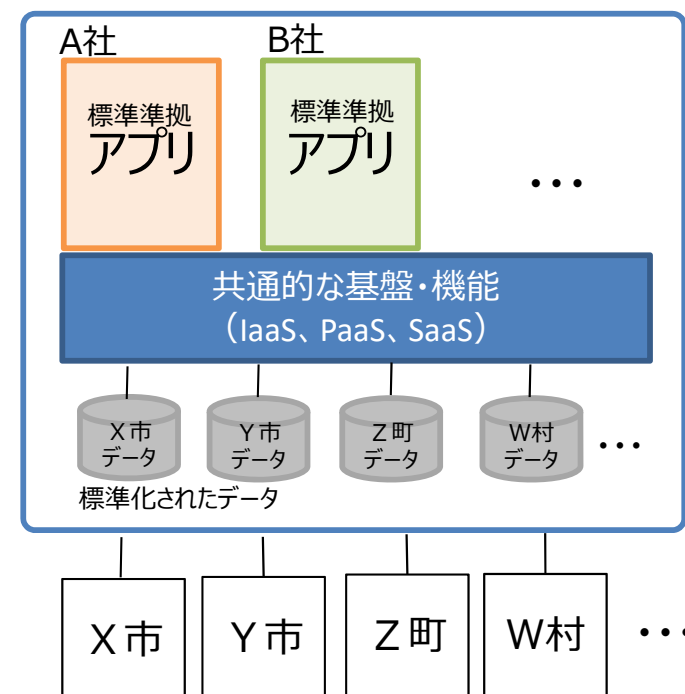 A社
B社
標準準拠
アプリ
標準準拠
アプリ
…
共通的な基盤・機能
(IaaS、PaaS、SaaS)
X市
データ
Y市
データ
Z町
データ
W村
データ
…
標準化されたデータ
X市
Y市
Z町
W村
…